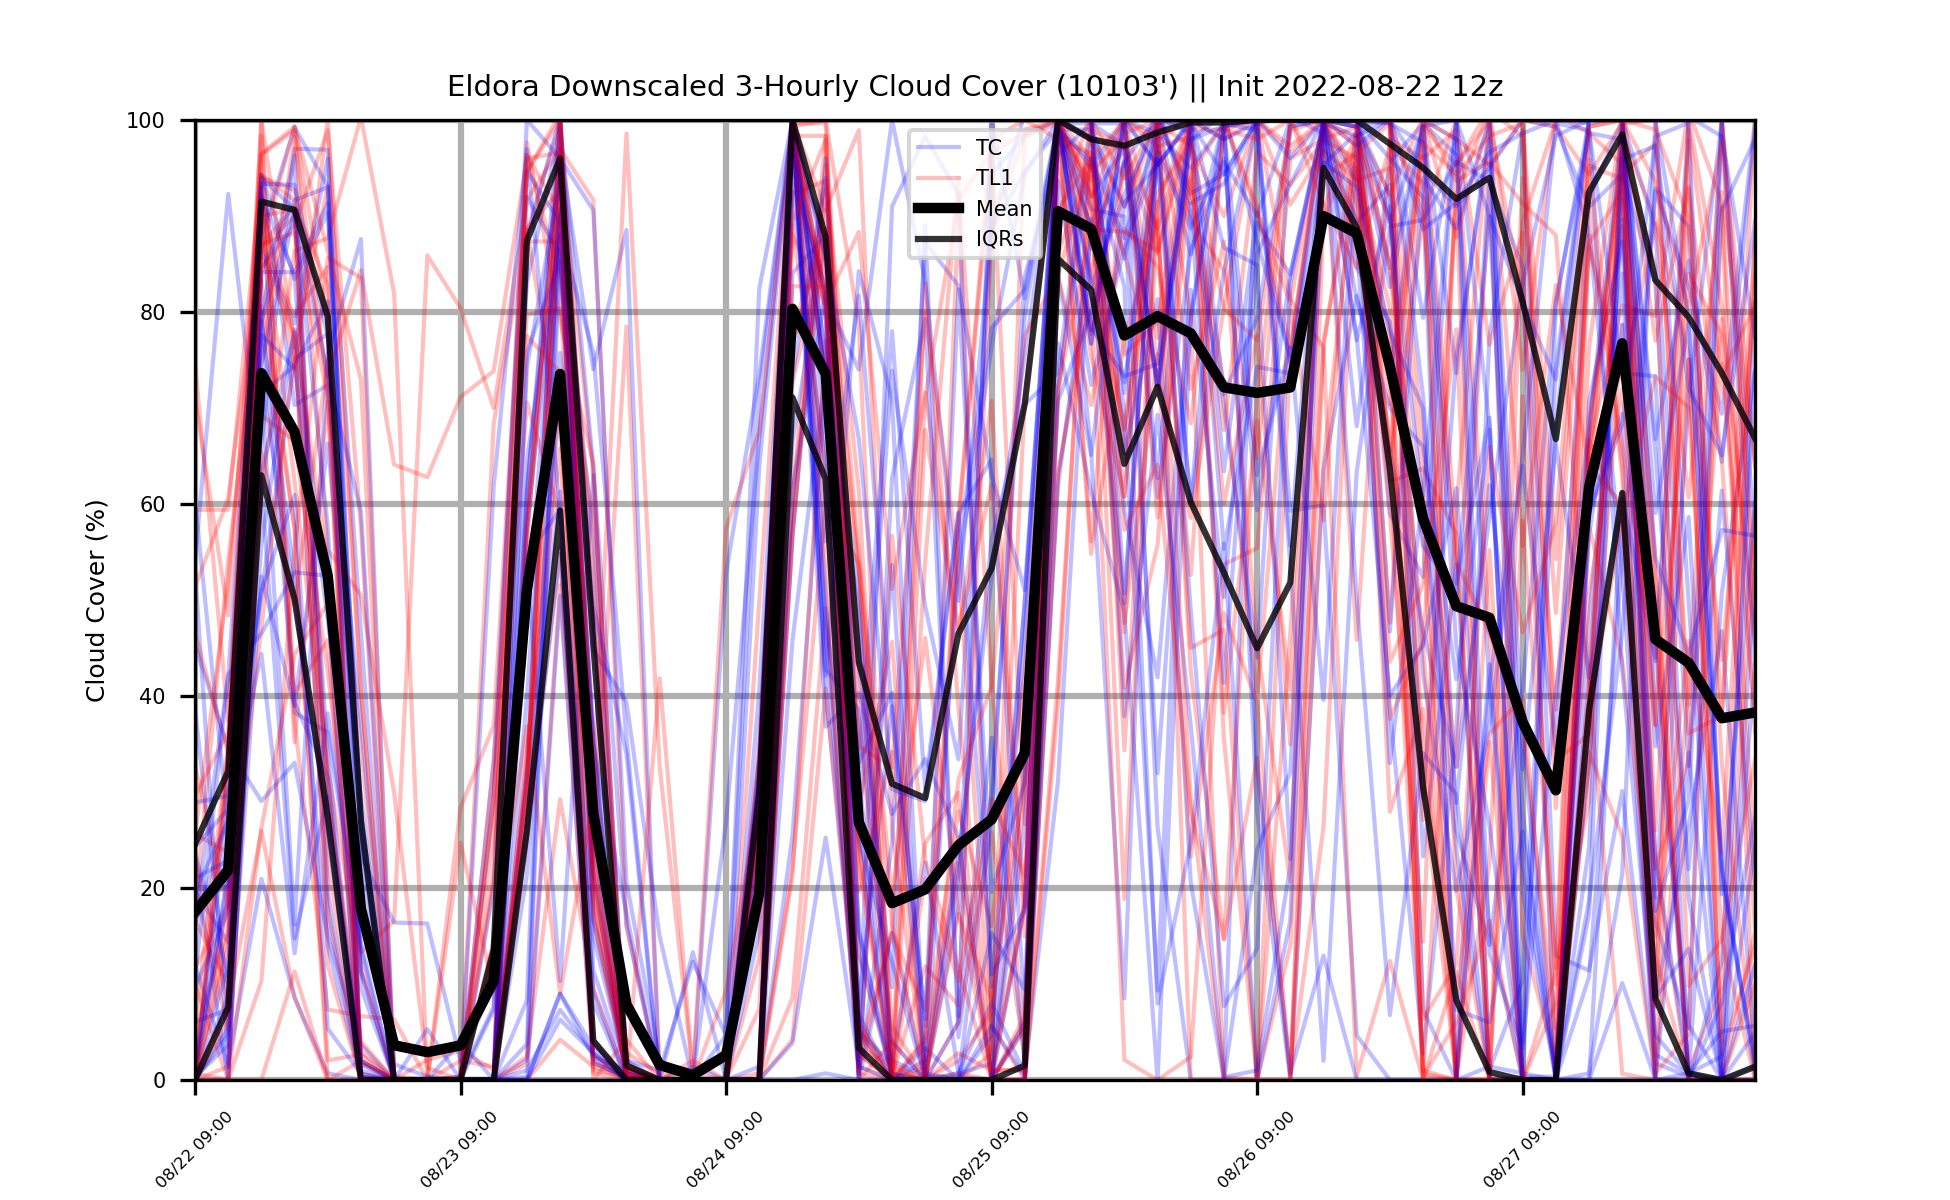 Eldora Downscaled 3-Hourly Cloud Cover (10103') || Init 2022-08-22 12z
Cloud Cover (%)
100
80
60
40
20
0
TC
TL1
Mean
IQRs
08/22 09:00
08/23 09:00
08/24 09:00
08/25 09:00
08/26 09:00
08/27 09:00